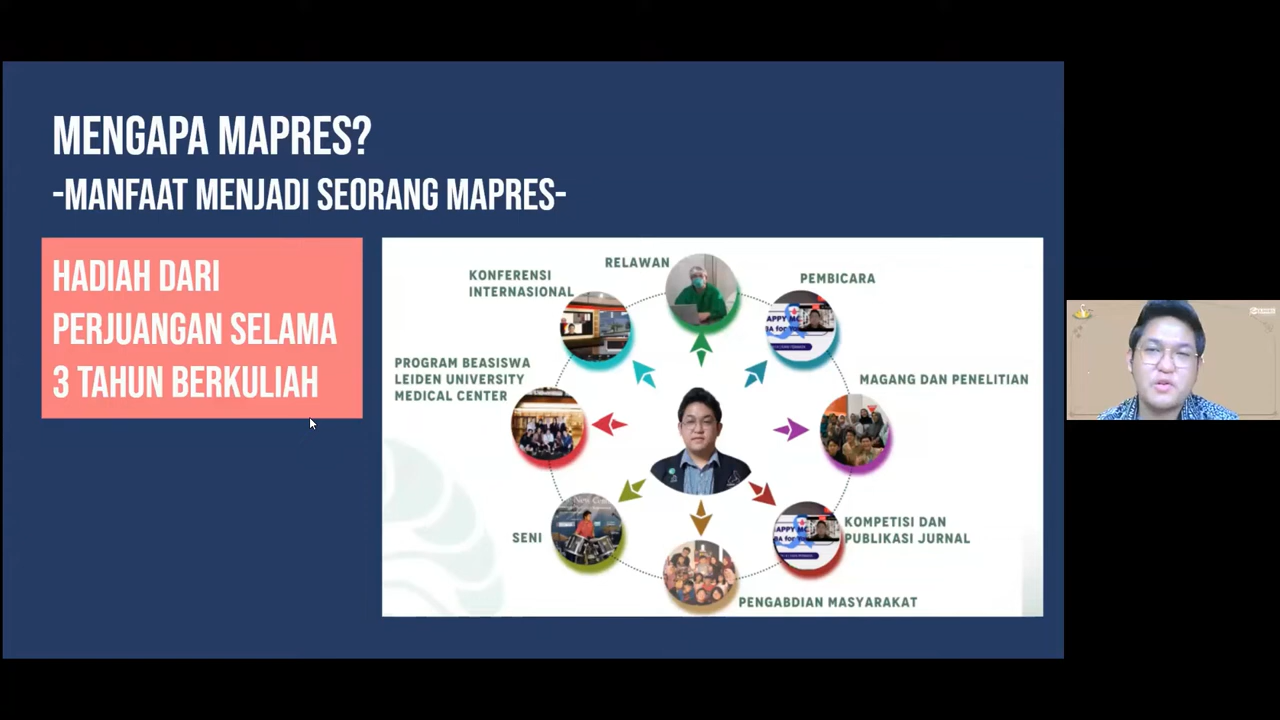 MENGAPA MAPRES?
-MANFAAT MENJADI SEORANG MAPRES-
HADIAH DARI
PERJUANGAN SELAMA
3 TAHUN BERKULIAH
RELAWAN
KONFERENSI
INTERNASIONAL
PEMBICARA
PROGRAM BEASISWA
LEIDEN UNIVERSITY
MEDICAL CENTER
MAGANG DAN PENELITIAN
SENI
KOMPETISI DAN
PUBLIKASI JURNAL
PENGABDIAN MASYARAKAT